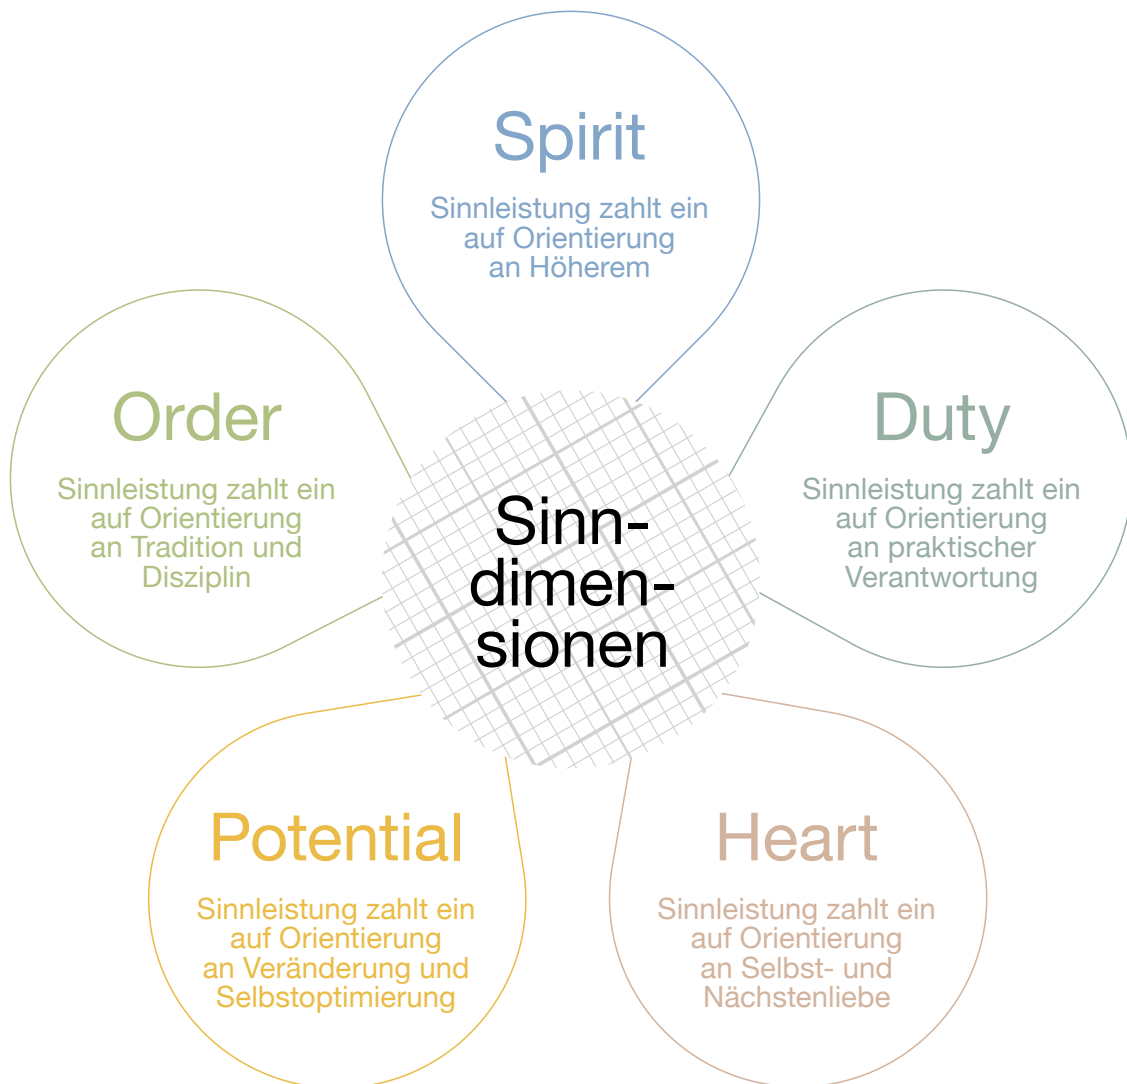 Spirit
Sinnleistung zahlt ein
auf Orientierung
an Höherem
Order
Sinnleistung zahlt ein
auf Orientierung
an Tradition und
Disziplin
Duty
Sinnleistung zahlt ein
auf Orientierung
an praktischer
Verantwortung
Sinn-
dimen-
sionen
Potential
Sinnleistung zahlt ein
auf Orientierung
an Veränderung und
Selbstoptimierung
Heart
Sinnleistung zahlt ein
auf Orientierung
an Selbst- und
Nächstenliebe